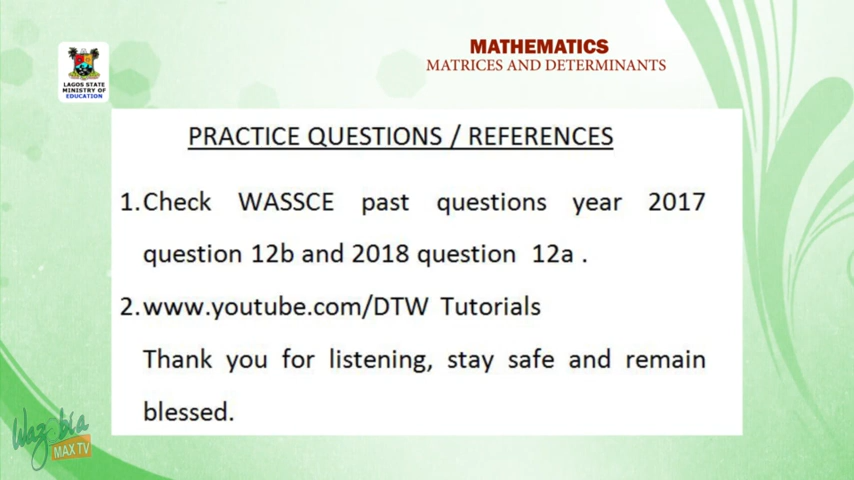 MATHEMATICS
MATRICES AND DETERMINANTS
LAGOS STATE
MINISTRY OF
EDUCATION
PRACTICE QUESTIONS / REFERENCES
1.Check WASSCE past questions year 2017
question 12b and 2018 question 12a .
2.www.youtube.com/DTW Tutorials
Thank you for listening, stay safe and remain
blessed.
Wazobia
MAX TV